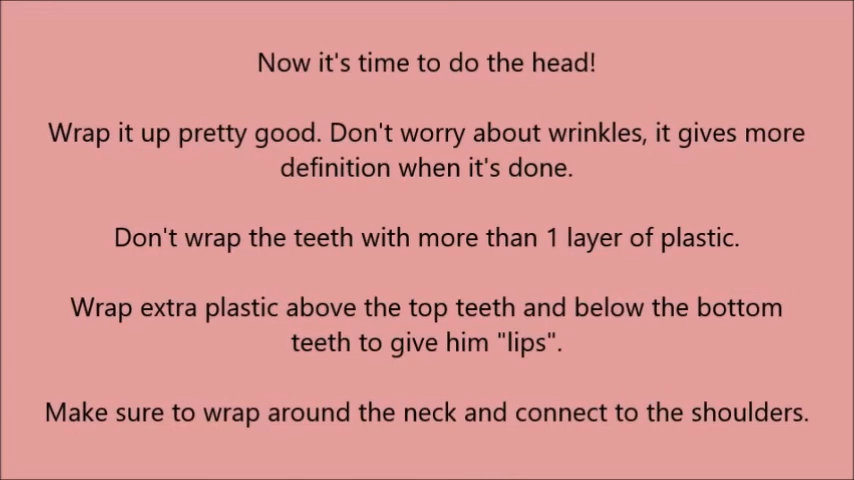 Now it's time to do the head!
Wrap it up pretty good. Don't worry about wrinkles, it gives more
definition when it's done.
Don't wrap the teeth with more than 1 layer of plastic.
Wrap extra plastic above the top teeth and below the bottom
teeth to give him "lips".
Make sure to wrap around the neck and connect to the shoulders.